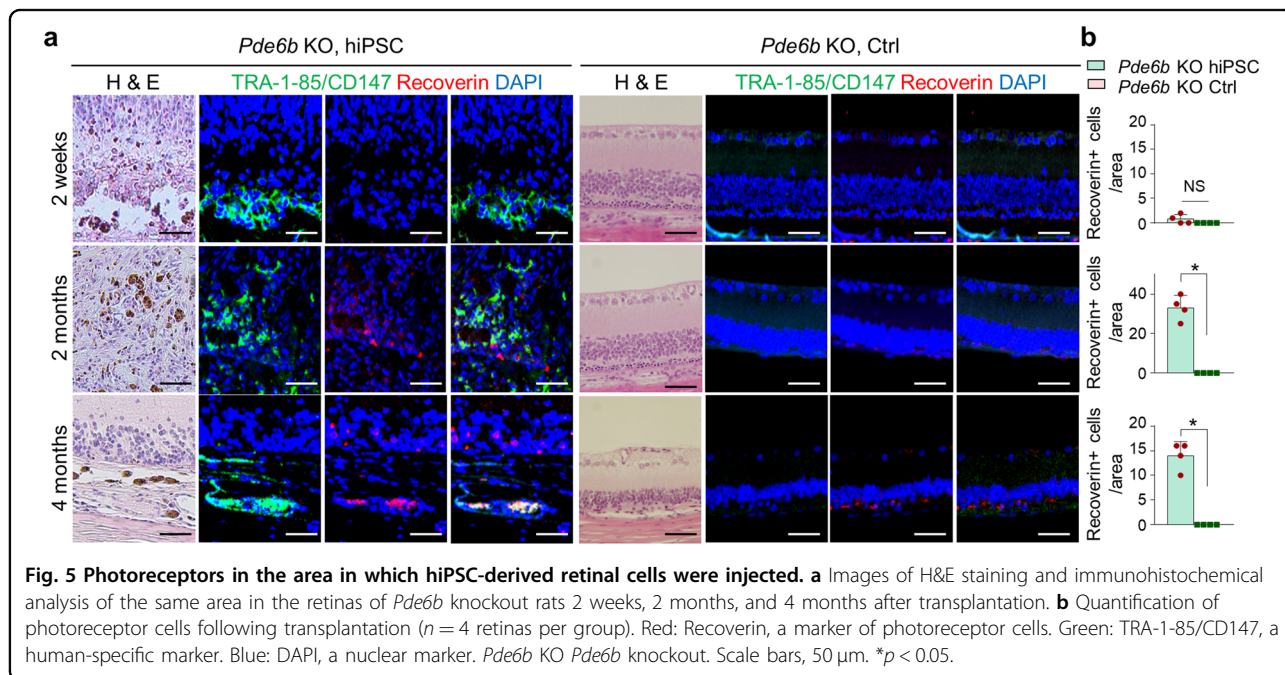 a
Pde6b KO, hiPSC
Pde6b KO, Ctrl
b
H & E
TRA-1-85/CD147 Recoverin DAPI
H & E
TRA-1-85/CD147 Recoverin DAPI
Pde6b KO hiPSC
Pde6b KO Ctrl
2 weeks
Recoverin+ cells
/area
20
15
10
5
0
NS
2 months
Recoverin+ cells
/area
40
20
0
*
4 months
Recoverin+ cells
/area
20
15
10
5
0
*
Fig. 5 Photoreceptors in the area in which hiPSC-derived retinal cells were injected. a Images of H&E staining and immunohistochemical
analysis of the same area in the retinas of Pde6b knockout rats 2 weeks, 2 months, and 4 months after transplantation. b Quantification of
photoreceptor cells following transplantation (n = 4 retinas per group). Red: Recoverin, a marker of photoreceptor cells. Green: TRA-1-85/CD147, a
human-specific marker. Blue: DAPI, a nuclear marker. Pde6b KO Pde6b knockout. Scale bars, 50 μm. *p < 0.05.